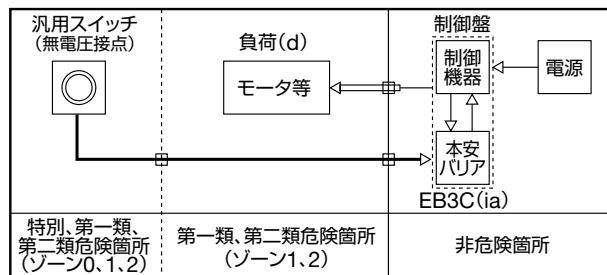 汎用スイッチ
(無電圧接点)
負荷(d)
モータ等
制御盤
制御
機器
電源
本安
バリア
EB3C(ia)
特別、第一類、
第二類危険箇所
(ゾーン0、1、2)
第一類、第二類危険箇所
(ゾーン1、2)
非危険箇所